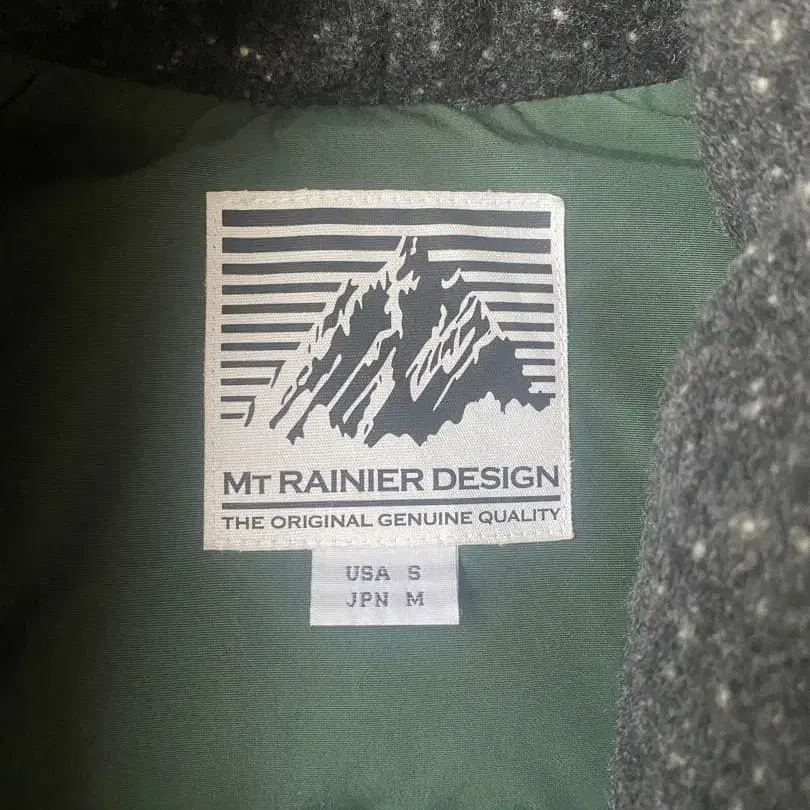 MT RAINIER DESIGN
THE ORIGINAL GENUINE QUALITY
USA S
JPN M